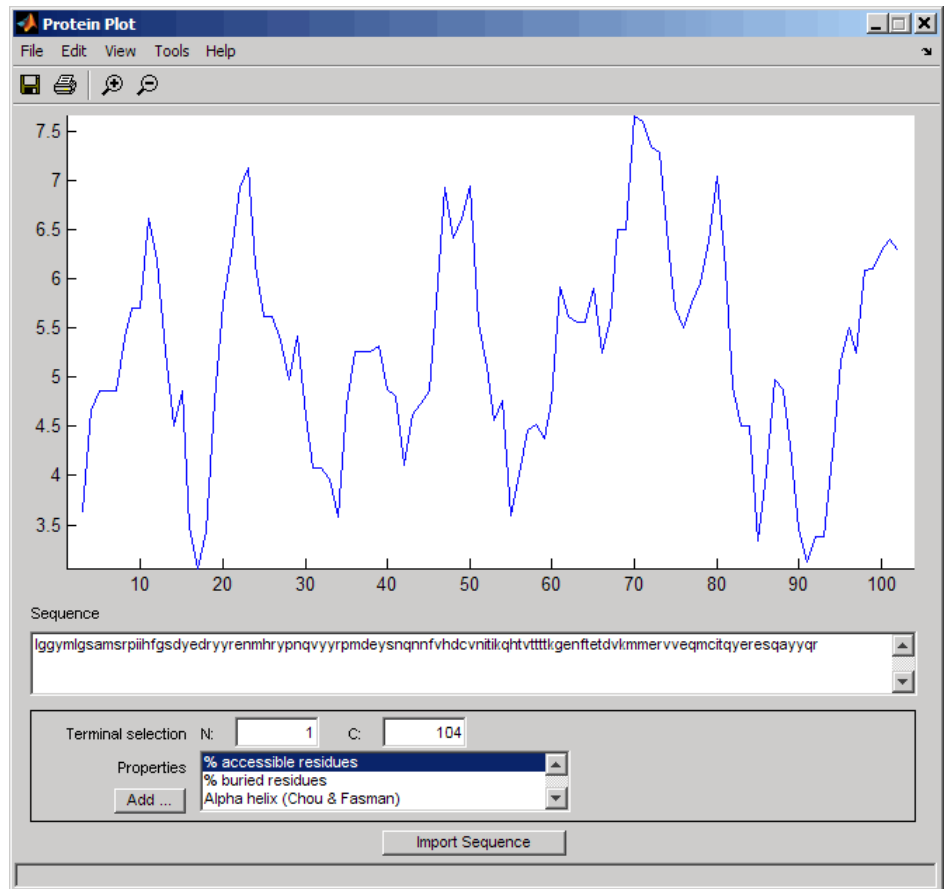 Protein Plot
File Edit View Tools Help
7.5
7
6.5
6
5.5
5
4.5
4
3.5
10 20 30 40 50 60 70 80 90 100
Sequence
lggymlgsamsrpiihfgsdyedryyrenmhrypnqvyyrpmdeysnqnnfvhdcvnitikqhtvttttkgenftetdvkmmervveqmcitqyeresqayyqr
Terminal selection N: 1 C: 104
Properties
% accessible residues
% buried residues
Alpha helix (Chou & Fasman)
Add ...
Import Sequence